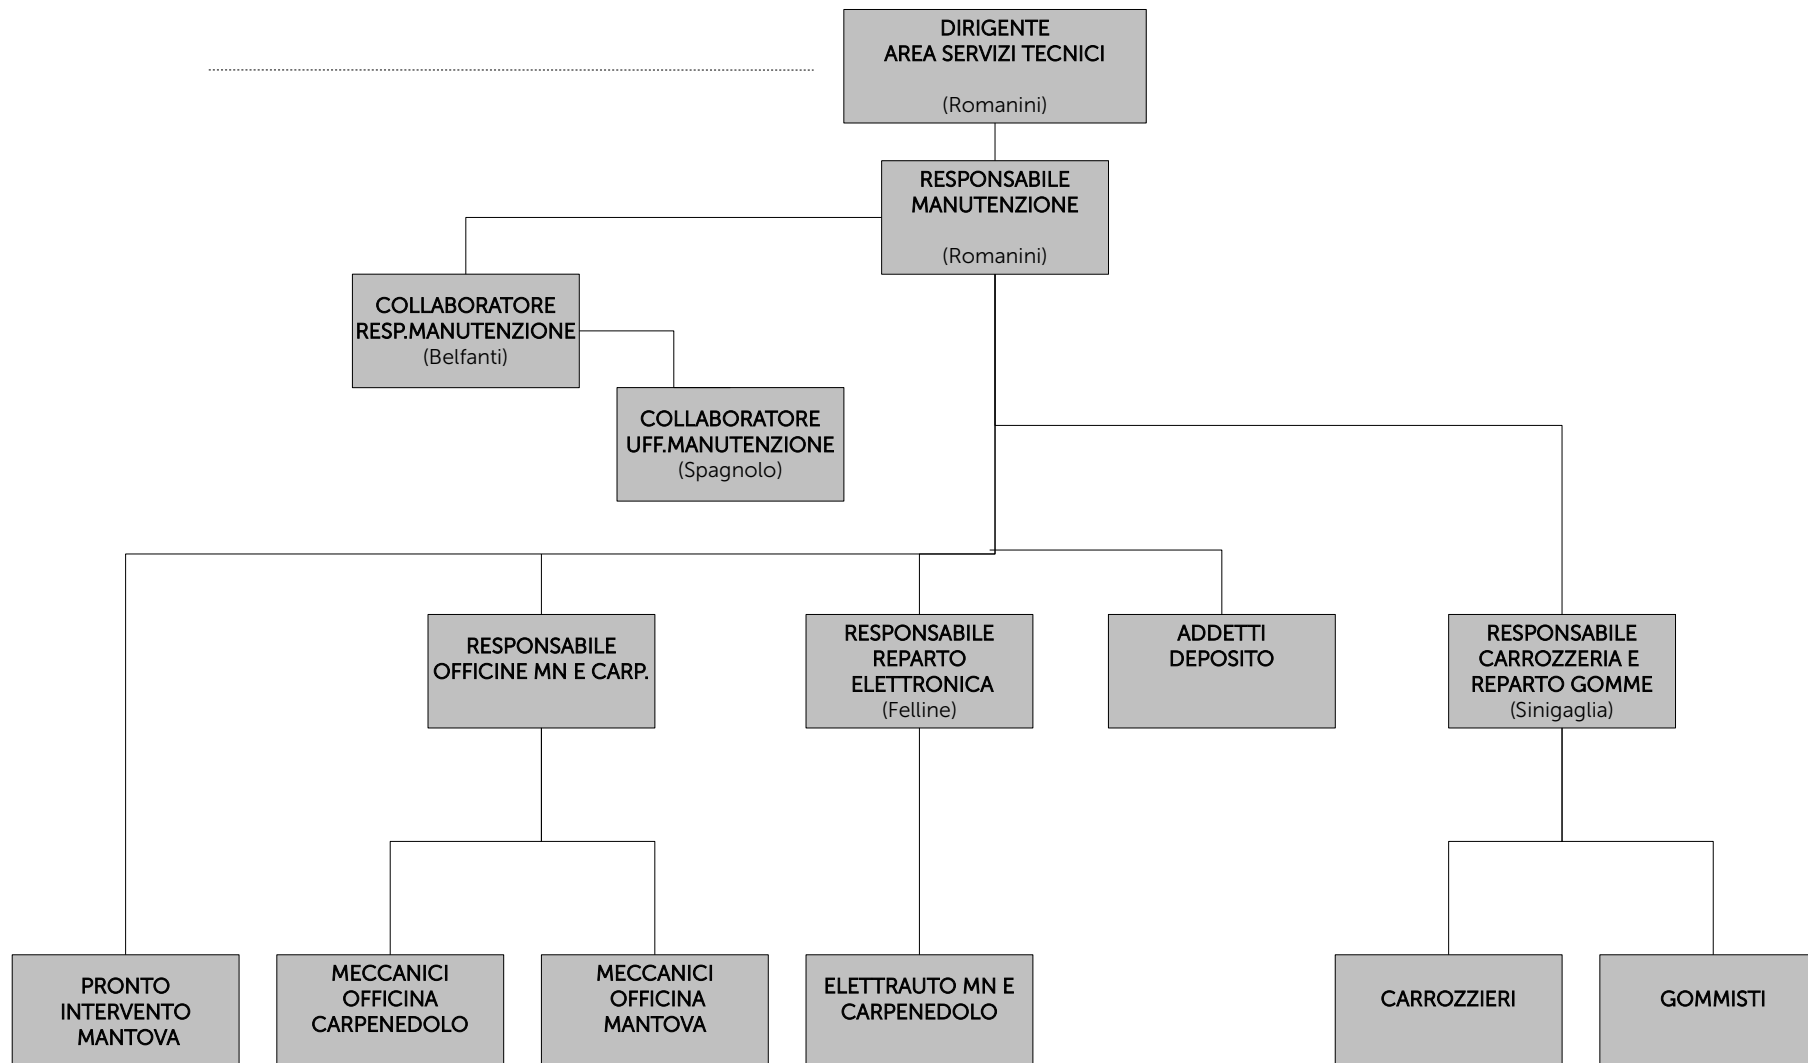 DIRIGENTE
AREA SERVIZI TECNICI
(Romanini)
RESPONSABILE
MANUTENZIONE
(Romanini)
COLLABORATORE
RESP.MANUTENZIONE
(Belfanti)
COLLABORATORE
UFF.MANUTENZIONE
(Spagnolo)
RESPONSABILE
OFFICINE MN E CARP.
RESPONSABILE
REPARTO
ELETTRONICA
(Felline)
ADDETTI
DEPOSITO
RESPONSABILE
CARROZZERIA E
REPARTO GOMME
(Sinigaglia)
PRONTO
INTERVENTO
MANTOVA
MECCANICI
OFFICINA
CARPENEDOLO
MECCANICI
OFFICINA
MANTOVA
ELETTRAUTO MN E
CARPENEDOLO
CARROZZIERI
GOMMISTI